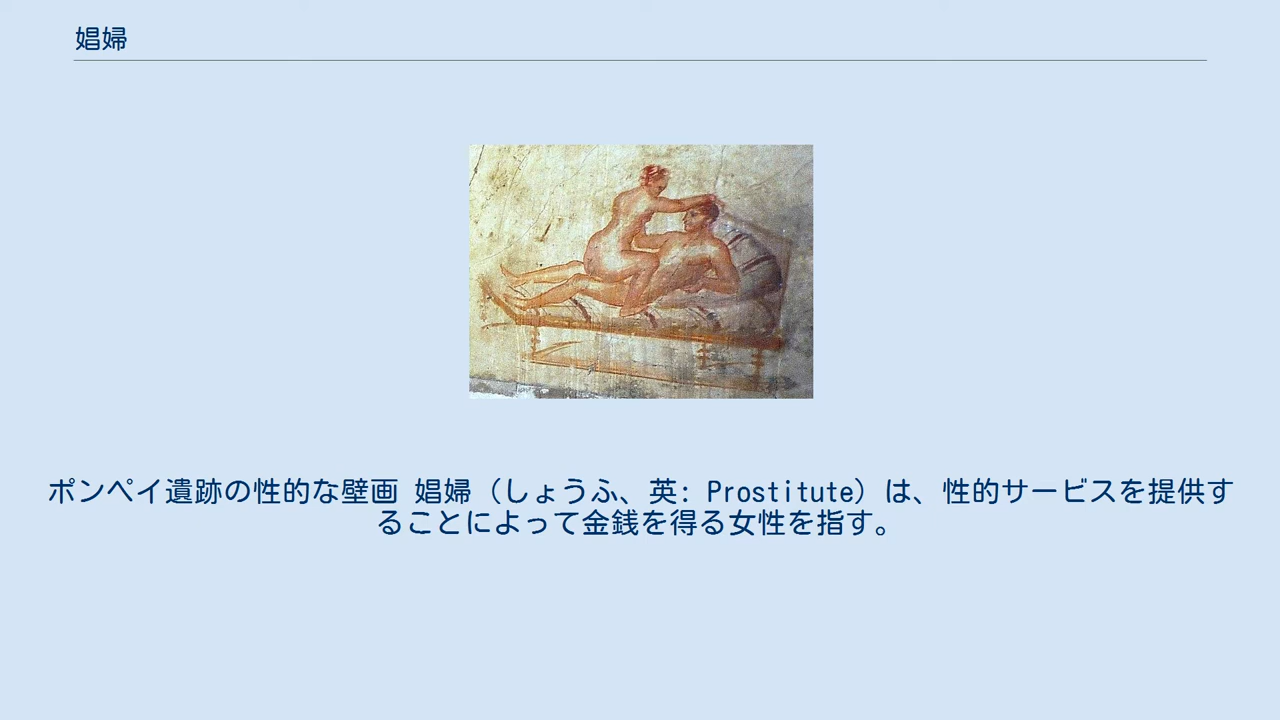 娼婦
ポンペイ遺跡の性的な壁画 娼婦（しょうふ、英: Prostitute）は、性的サービスを提供す
ることによって金銭を得る女性を指す。